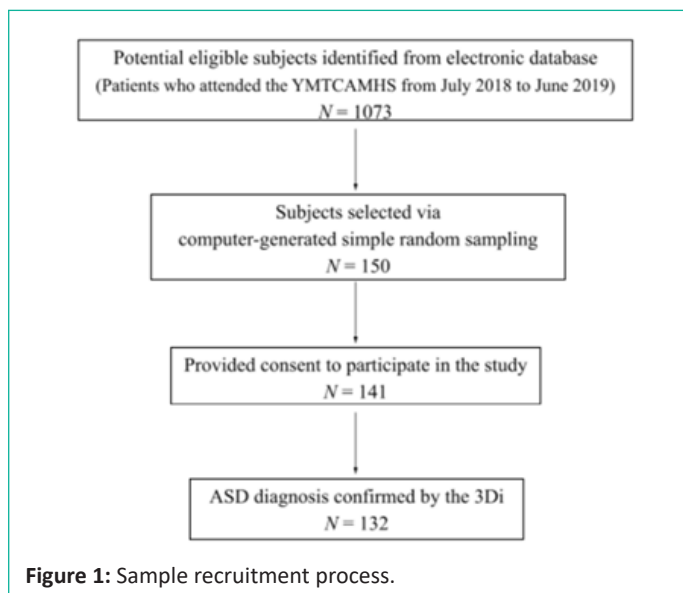 Potential eligible subjects identified from electronic database
(Patients who attended the YMTCAMHS from July 2018 to June 2019)
N = 1073
Subjects selected via
computer-generated simple random sampling
N = 150
Provided consent to participate in the study
N = 141
ASD diagnosis confirmed by the 3Di
N = 132
Figure 1: Sample recruitment process.